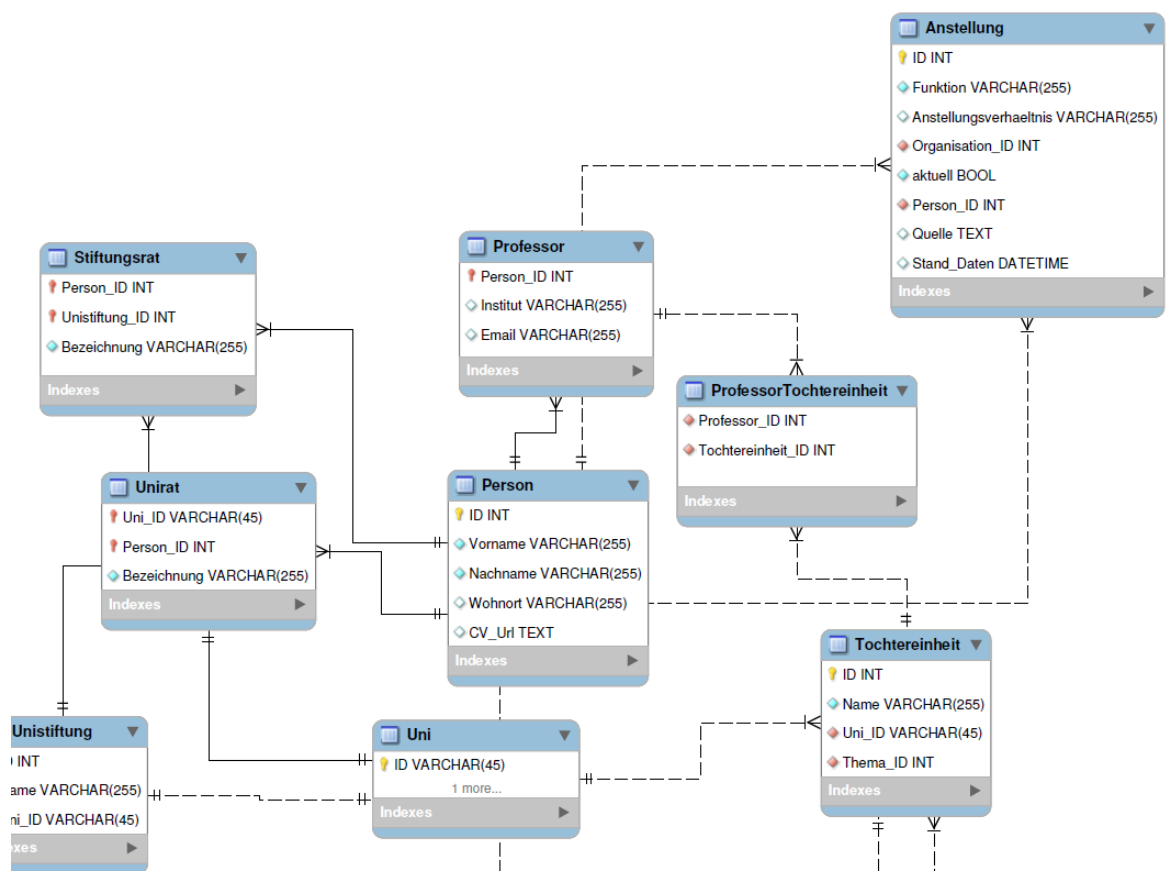 Anstellung
ID INT
Funktion VARCHAR(255)
Anstellungsverhaeltnis VARCHAR(255)
Organisation_ID INT
aktuell BOOL
Person_ID INT
Quelle TEXT
Stand_Daten DATETIME
Indexes
Stiftungsrat
Person_ID INT
Unistiftung_ID INT
Bezeichnung VARCHAR(255)
Indexes
Professor
Person_ID INT
Institut VARCHAR(255)
Email VARCHAR(255)
Indexes
ProfessorTochtereinheit
Professor_ID INT
Tochtereinheit_ID INT
Indexes
Unirat
Uni_ID VARCHAR(45)
Person_ID INT
Bezeichnung VARCHAR(255)
Indexes
Person
ID INT
Vorname VARCHAR(255)
Nachname VARCHAR(255)
Wohnort VARCHAR(255)
CV_Url TEXT
Indexes
Tochtereinheit
ID INT
Name VARCHAR(255)
Uni_ID VARCHAR(45)
Thema_ID INT
Indexes
Unistiftung
INT
ame VARCHAR(255)
ni_ID VARCHAR(45)
exes
Uni
ID VARCHAR(45)
1 more...
Indexes